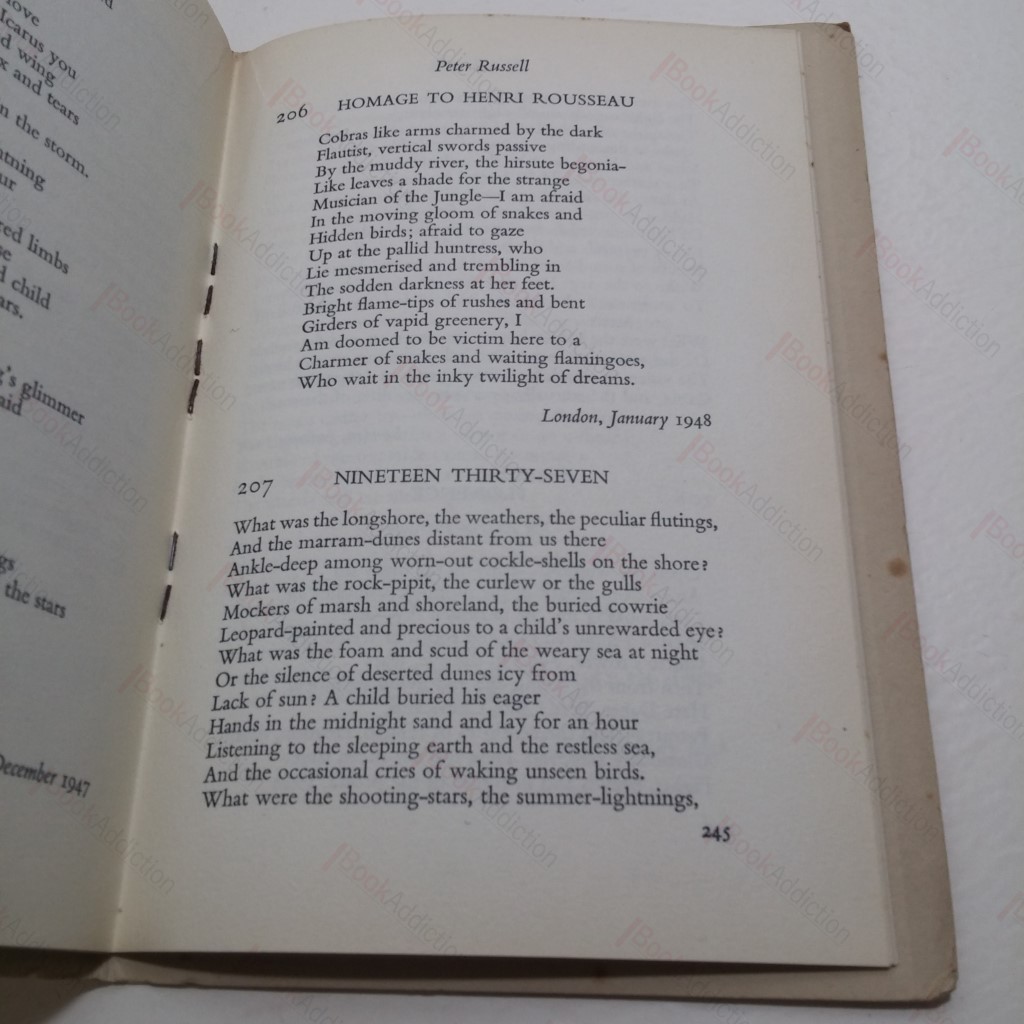 love
Icarus you
d wing
x and tears
n the storm.
tning
ur
red limbs
se
d child
ars.
g's glimmer
aid
gs
the stars
December 1947
Peter Russell
206 HOMAGE TO HENRI ROUSSEAU
Cobras like arms charmed by the dark
Flautist, vertical swords passive
By the muddy river, the hirsute begonia-
Like leaves a shade for the strange
Musician of the Jungle—I am afraid
In the moving gloom of snakes and
Hidden birds; afraid to gaze
Up at the pallid huntress, who
Lie mesmerised and trembling in
The sodden darkness at her feet.
Bright flame-tips of rushes and bent
Girders of vapid greenery, I
Am doomed to be victim here to a
Charmer of snakes and waiting flamingoes,
Who wait in the inky twilight of dreams.
London, January 1948
207 NINETEEN THIRTY-SEVEN
What was the longshore, the weathers, the peculiar flutings,
And the marram-dunes distant from us there
Ankle-deep among worn-out cockle-shells on the shore?
What was the rock-pipit, the curlew or the gulls
Mockers of marsh and shoreland, the buried cowrie
Leopard-painted and precious to a child's unrewarded eye?
What was the foam and scud of the weary sea at night
Or the silence of deserted dunes icy from
Lack of sun? A child buried his eager
Hands in the midnight sand and lay for an hour
Listening to the sleeping earth and the restless sea,
And the occasional cries of waking unseen birds.
What were the shooting-stars, the summer-lightnings,
245
BookAddiction